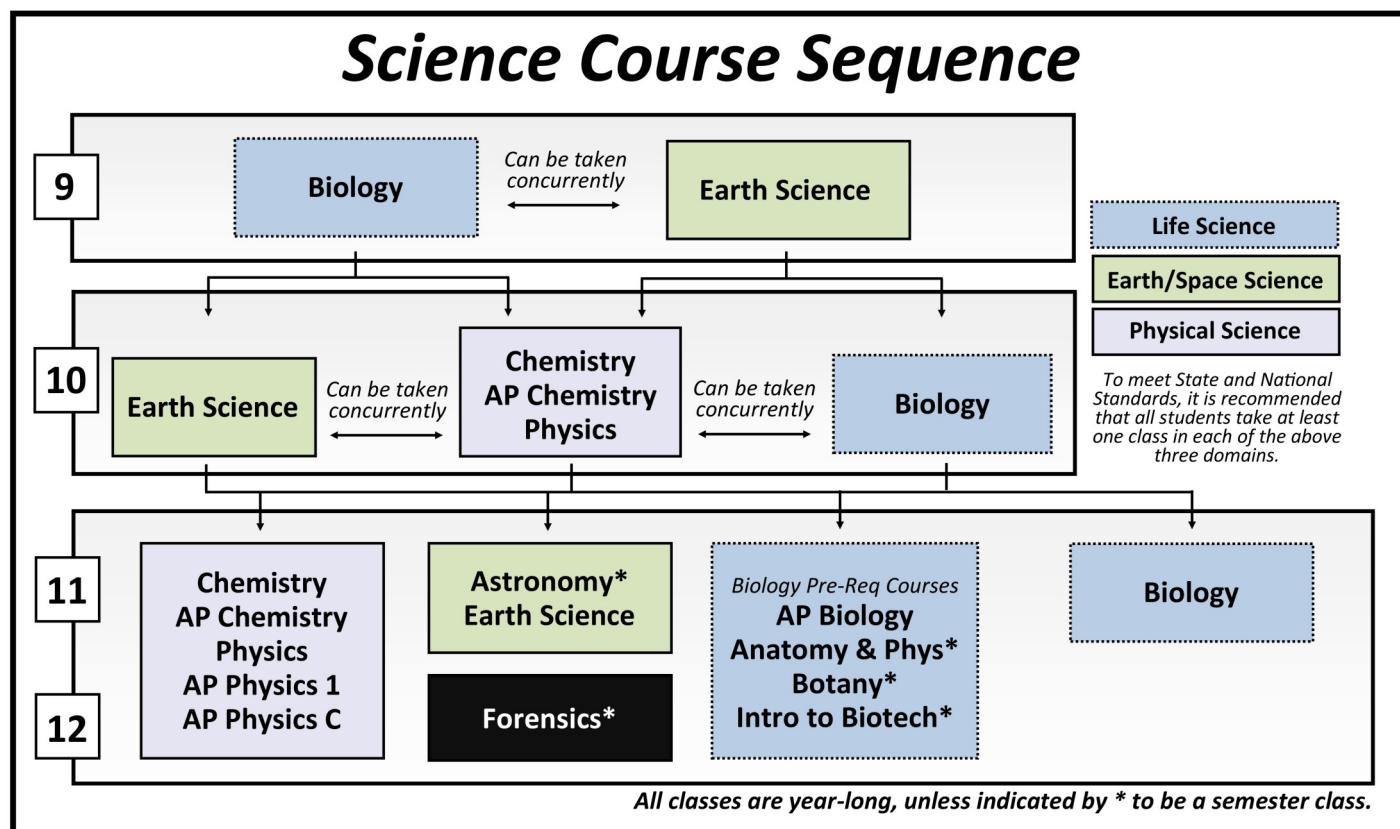 Science Course Sequence
9
Biology
Can be taken
concurrently
Earth Science
Life Science
Earth/Space Science
Physical Science
To meet State and National
Standards, it is recommended
that all students take at least
one class in each of the above
three domains.
10
Earth Science
Can be taken
concurrently
Chemistry
AP Chemistry
Physics
Can be taken
concurrently
Biology
11
12
Chemistry
AP Chemistry
Physics
AP Physics 1
AP Physics C
Astronomy*
Earth Science
Forensics*
Biology Pre-Req Courses
AP Biology
Anatomy & Phys*
Botany*
Intro to Biotech*
Biology
All classes are year-long, unless indicated by * to be a semester class.